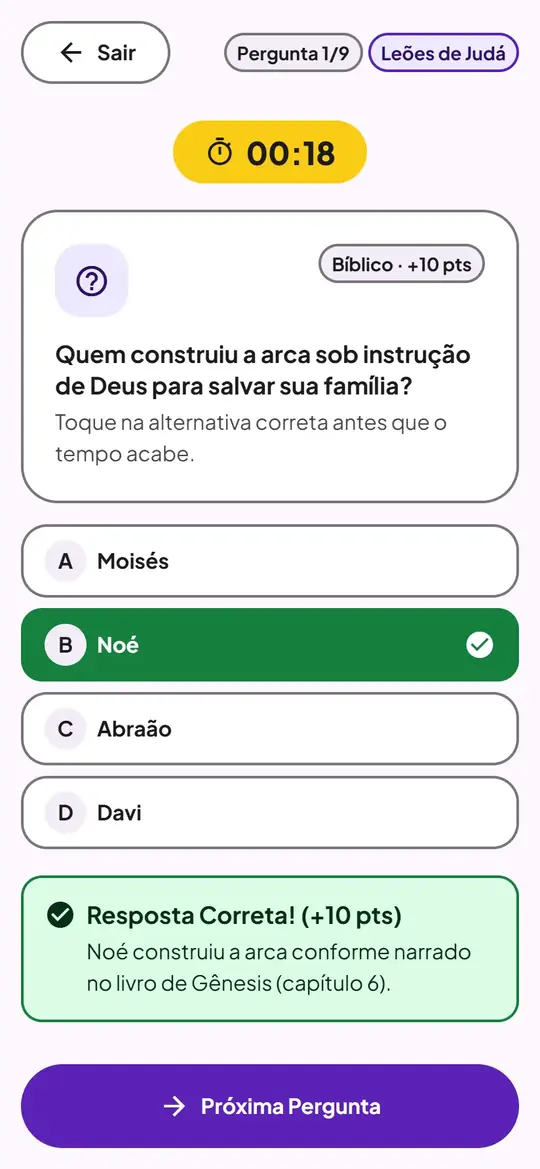 Sair
Pergunta 1/9
Leões de Judá
00:18
Bíblico · +10 pts
Quem construiu a arca sob instrução
de Deus para salvar sua família?
Toque na alternativa correta antes que o
tempo acabe.
A Moisés
B Noé
C Abraão
D Davi
Resposta Correta! (+10 pts)
Noé construiu a arca conforme narrado
no livro de Gênesis (capítulo 6).
Próxima Pergunta